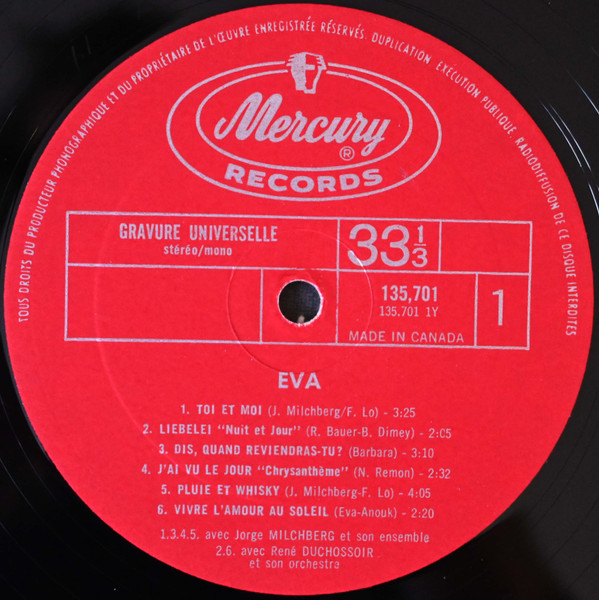 TOUS DROITS DU PRODUCTEUR PHONOGRAPHIQUE ET DU PROPRIÉTAIRE DE L'ŒUVRE ENREGISTRÉE RÉSERVÉS. DUPLICATION, EXÉCUTION PUBLIQUE, RADIODIFFUSION DE CE DISQUE INTERDITES
Mercury
®
RECORDS
GRAVURE UNIVERSELLE
stéréo/mono
33 1/3
135,701
135.701 1Y
1
MADE IN CANADA
EVA
1. TOI ET MOI (J. Milchberg/F. Lo) - 3:25
2. LIEBELEI "Nuit et Jour" (R. Bauer-B. Dimey) - 2:05
3. DIS, QUAND REVIENDRAS-TU? (Barbara) - 3:10
4. J'AI VU LE JOUR "Chrysanthème" (N. Remon) - 2:32
5. PLUIE ET WHISKY (J. Milchberg-F. Lo) - 4:05
6. VIVRE L'AMOUR AU SOLEIL (Eva-Anouk) - 2:20
1.3.4.5. avec Jorge MILCHBERG et son ensemble
2.6. avec René DUCHOSSOIR
et son orchestra